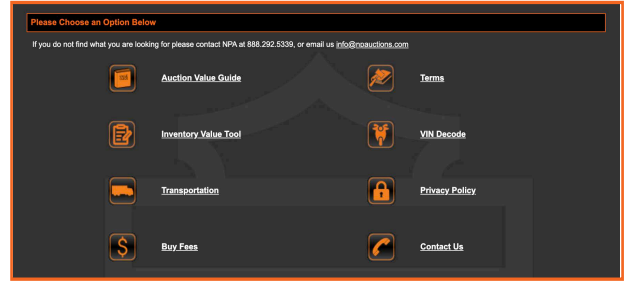 Please Choose an Option Below
If you do not find what you are looking for please contact NPA at 888.292.5339, or email us info@npauctions.com
Auction Value Guide
Terms
Inventory Value Tool
VIN Decode
Transportation
Privacy Policy
Buy Fees
Contact Us